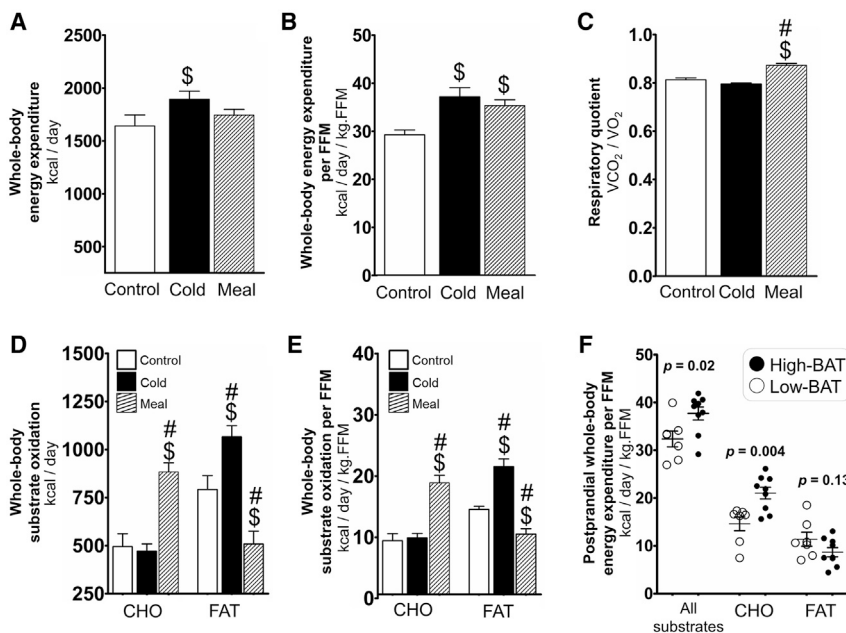 A
Whole-body
energy expenditure
kcal / day
2500
2000
1500
1000
500
$
Control Cold Meal
B
Whole-body energy expenditure
per FFM
kcal / day / kg.FFM
50
40
30
20
10
0
$ $
Control Cold Meal
C
Respiratory quotient
VCO2 / VO2
1.0
0.8
0.6
0.4
0.2
0.0
#
$
Control Cold Meal
D
Whole-body
substrate oxidation
kcal / day
1500
1250
1000
750
500
250
Control
Cold
Meal
#
$
#
$
#
$
CHO FAT
E
Whole-body
substrate oxidation per FFM
kcal / day / kg.FFM
40
30
20
10
0
Control
Cold
Meal
#
$
#
$
#
$
CHO FAT
F
Postprandial whole-body
energy expenditure per FFM
kcal / day / kg.FFM
50
40
30
20
10
0
High-BAT
Low-BAT
p = 0.02
p = 0.004
p = 0.13
All
substrates
CHO FAT